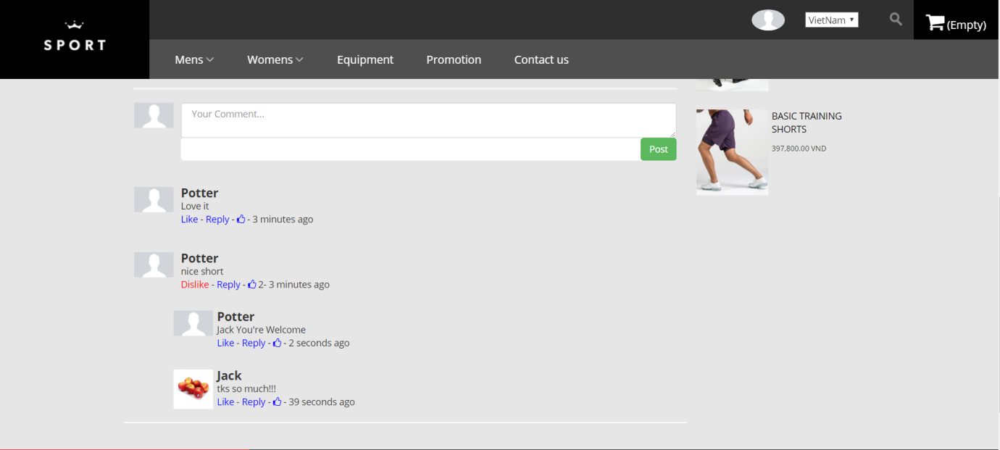 SPORT
VietNam
(Empty)
Mens
Womens
Equipment
Promotion
Contact us
Your Comment...
Post
BASIC TRAINING
SHORTS
397,800.00 VND
Potter
Love it
Like - Reply - - 3 minutes ago
Potter
nice short
Dislike - Reply - 2- 3 minutes ago
Potter
Jack You're Welcome
Like - Reply - - 2 seconds ago
Jack
tks so much!!!
Like - Reply - - 39 seconds ago